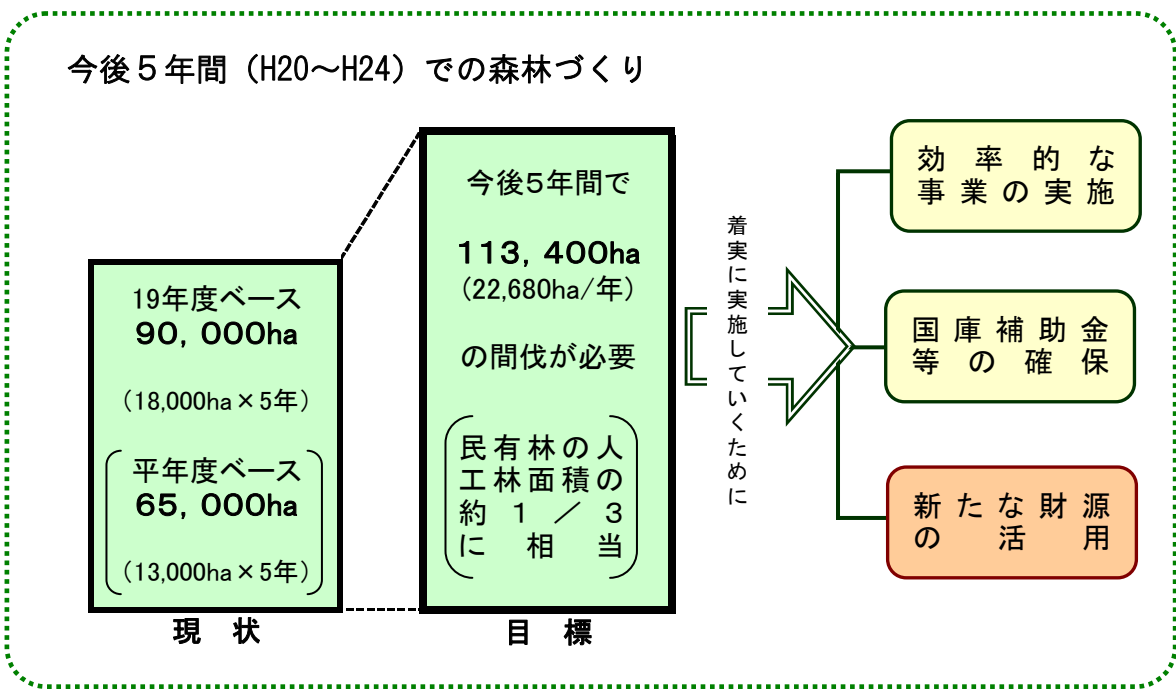 今後５年間（H20～H24）での森林づくり
19年度ベース
90，000ha
（18,000ha×5年）
平年度ベース
65，000ha
（13,000ha×5年）
現　状
今後5年間で
113，400ha
（22,680ha/年）
の間伐が必要
民有林の人
工林面積の
約１／３
に相当
目　標
着実に実施していくために
効率的な
事業の実施
国庫補助金
等の確保
新たな財源
の活用